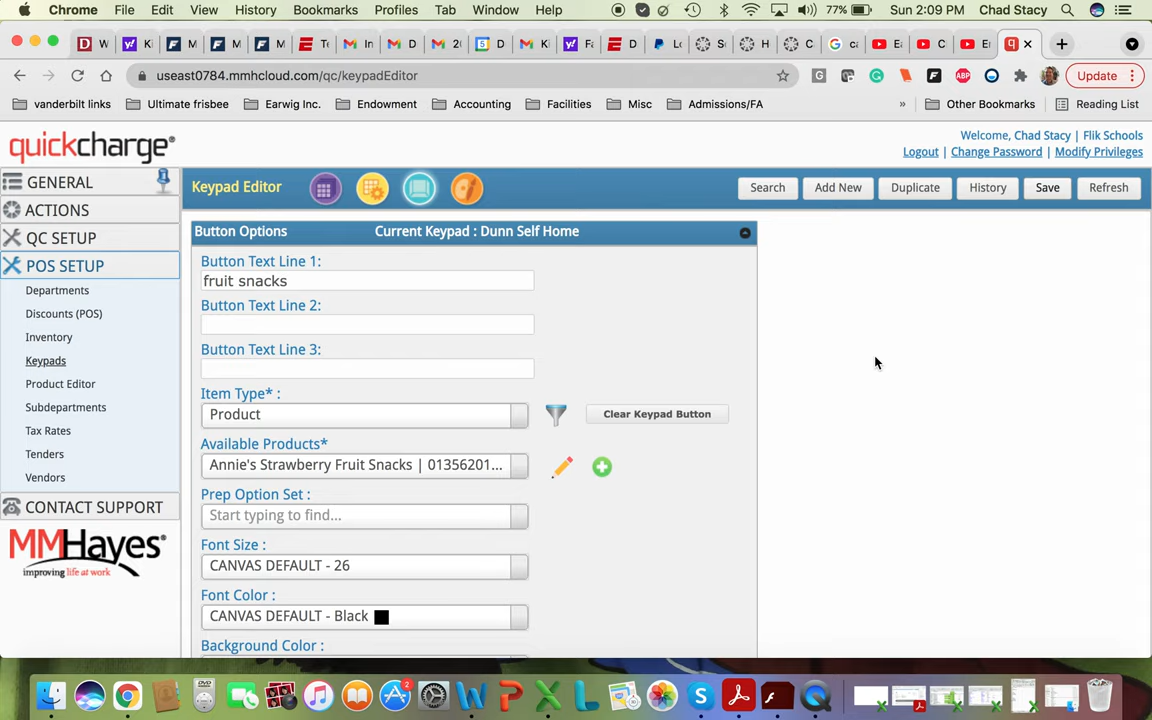 Chrome File Edit View History Bookmarks Profiles Tab Window Help 77% Sun 2:09 PM Chad Stacy
useast0784.mmhcloud.com/qc/keypadEditor Update
vanderbilt links Ultimate frisbee Earwig Inc. Endowment Accounting Facilities Misc Admissions/FA » Other Bookmarks Reading List
quickcharge®
Welcome, Chad Stacy | Flik Schools
Logout | Change Password | Modify Privileges
GENERAL
ACTIONS
QC SETUP
POS SETUP
Departments
Discounts (POS)
Inventory
Keypads
Product Editor
Subdepartments
Tax Rates
Tenders
Vendors
CONTACT SUPPORT
MMHayes®
improving life at work
Keypad Editor Search Add New Duplicate History Save Refresh
Button Options Current Keypad : Dunn Self Home
Button Text Line 1:
fruit snacks
Button Text Line 2:
Button Text Line 3:
Item Type* :
Product Clear Keypad Button
Available Products*
Annie's Strawberry Fruit Snacks | 01356201...
Prep Option Set :
Start typing to find...
Font Size :
CANVAS DEFAULT - 26
Font Color :
CANVAS DEFAULT - Black
Background Color :